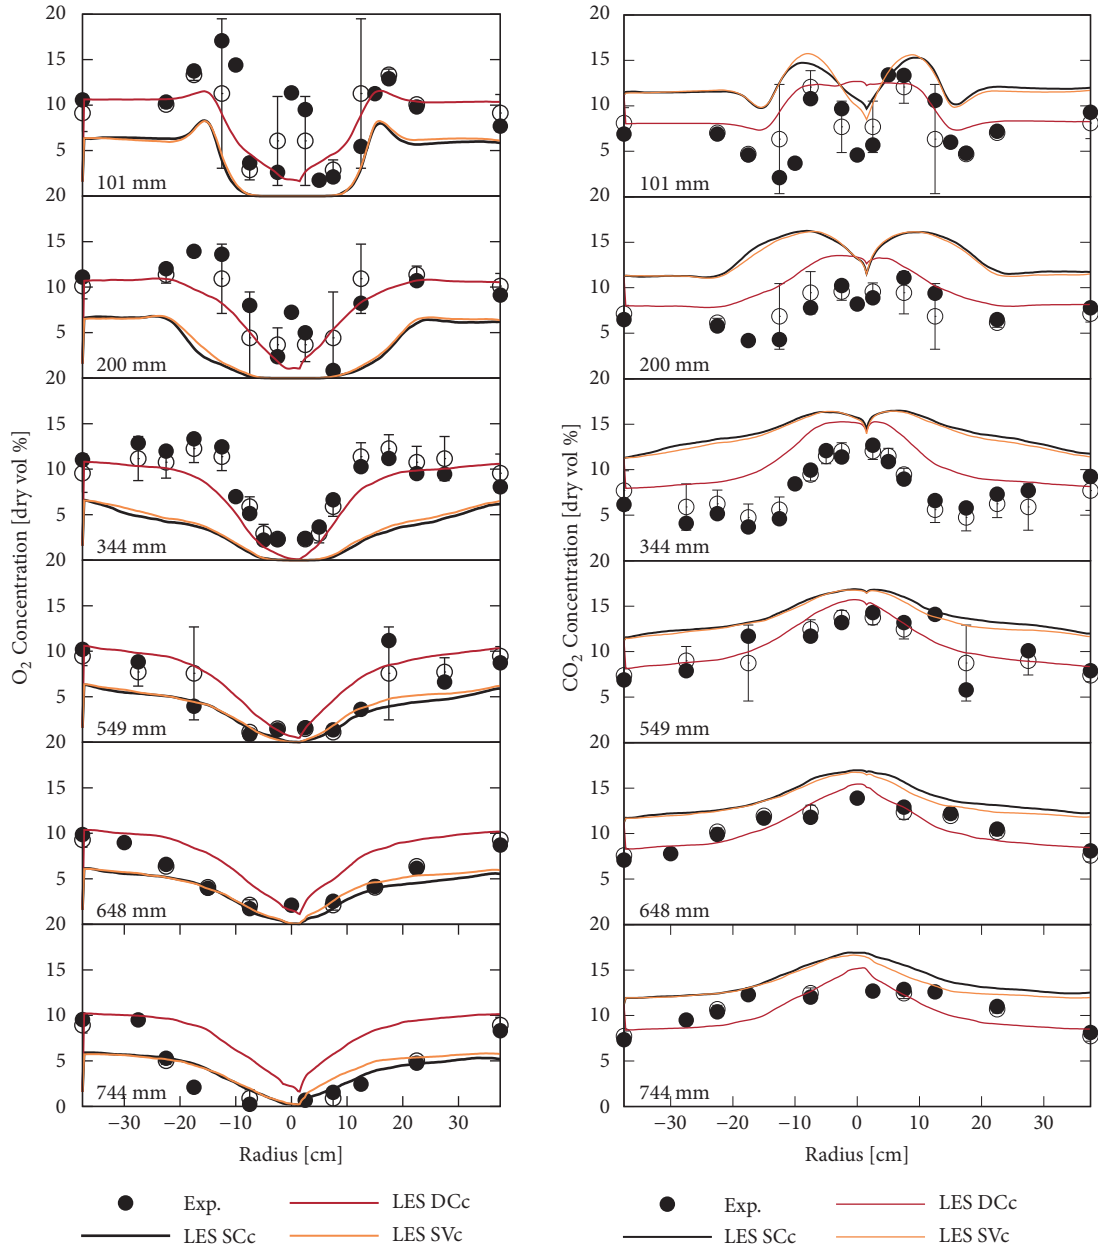 20
15
10
5
101 mm
20
15
10
5
200 mm
20
15
10
5
344 mm
20
15
10
5
549 mm
20
15
10
5
648 mm
20
15
10
5
744 mm
0
−30 −20 −10 0 10 20 30
Radius [cm]
O2 Concentration [dry vol %]
Exp.
LES DCc
LES SCc
LES SVc
20
15
10
5
101 mm
20
15
10
5
200 mm
20
15
10
5
344 mm
20
15
10
5
549 mm
20
15
10
5
648 mm
20
15
10
5
744 mm
0
−30 −20 −10 0 10 20 30
Radius [cm]
CO2 Concentration [dry vol %]
Exp.
LES DCc
LES SCc
LES SVc